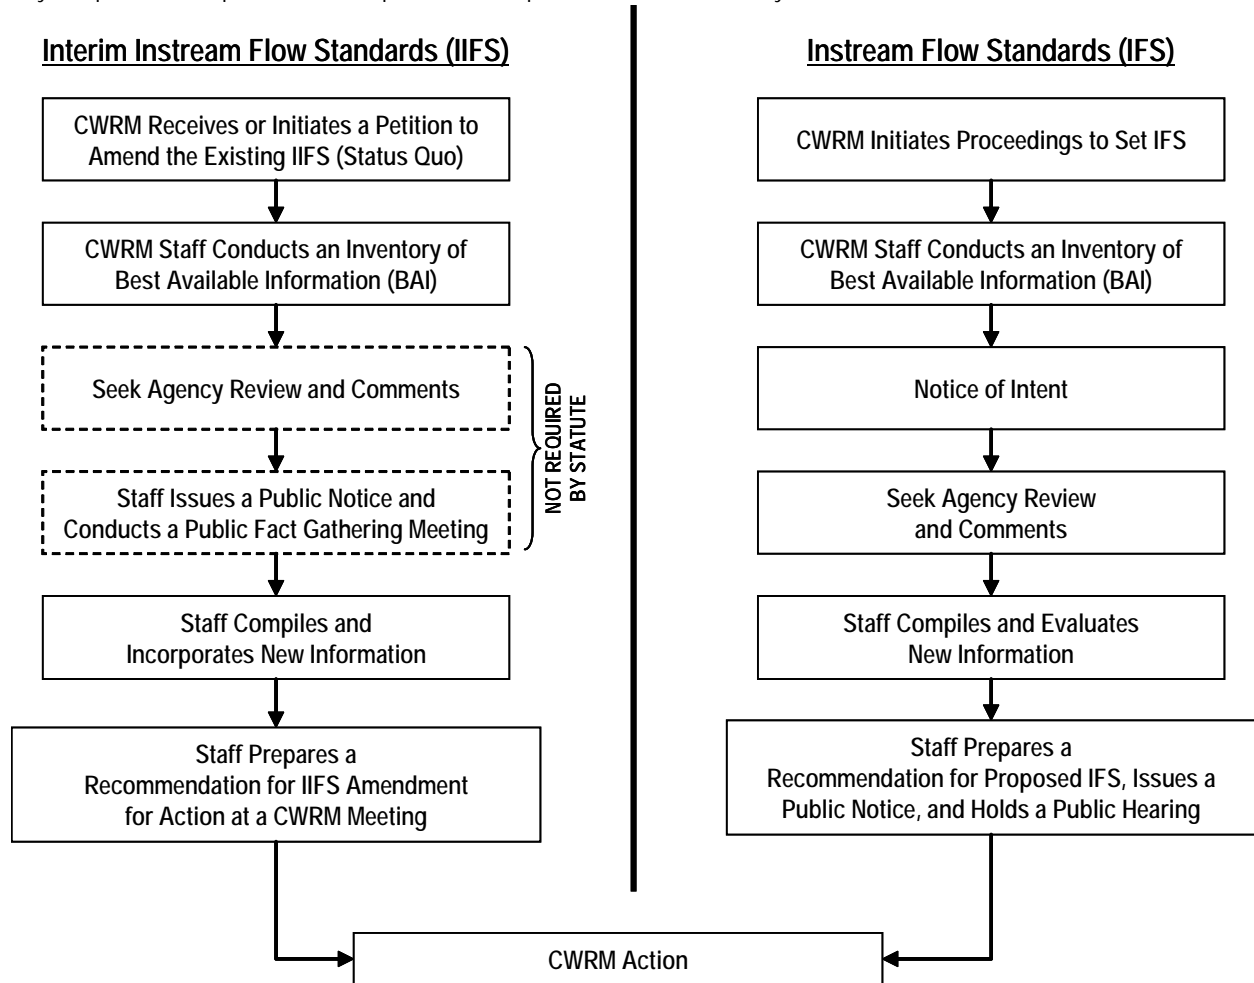 Interim Instream Flow Standards (IIFS)
CWRM Receives or Initiates a Petition to
Amend the Existing IIFS (Status Quo)
CWRM Staff Conducts an Inventory of
Best Available Information (BAI)
Seek Agency Review and Comments
Staff Issues a Public Notice and
Conducts a Public Fact Gathering Meeting
NOT REQUIRED
BY STATUTE
Staff Compiles and
Incorporates New Information
Staff Prepares a
Recommendation for IIFS Amendment
for Action at a CWRM Meeting
Instream Flow Standards (IFS)
CWRM Initiates Proceedings to Set IFS
CWRM Staff Conducts an Inventory of
Best Available Information (BAI)
Notice of Intent
Seek Agency Review
and Comments
Staff Compiles and Evaluates
New Information
Staff Prepares a
Recommendation for Proposed IFS, Issues a
Public Notice, and Holds a Public Hearing
CWRM Action